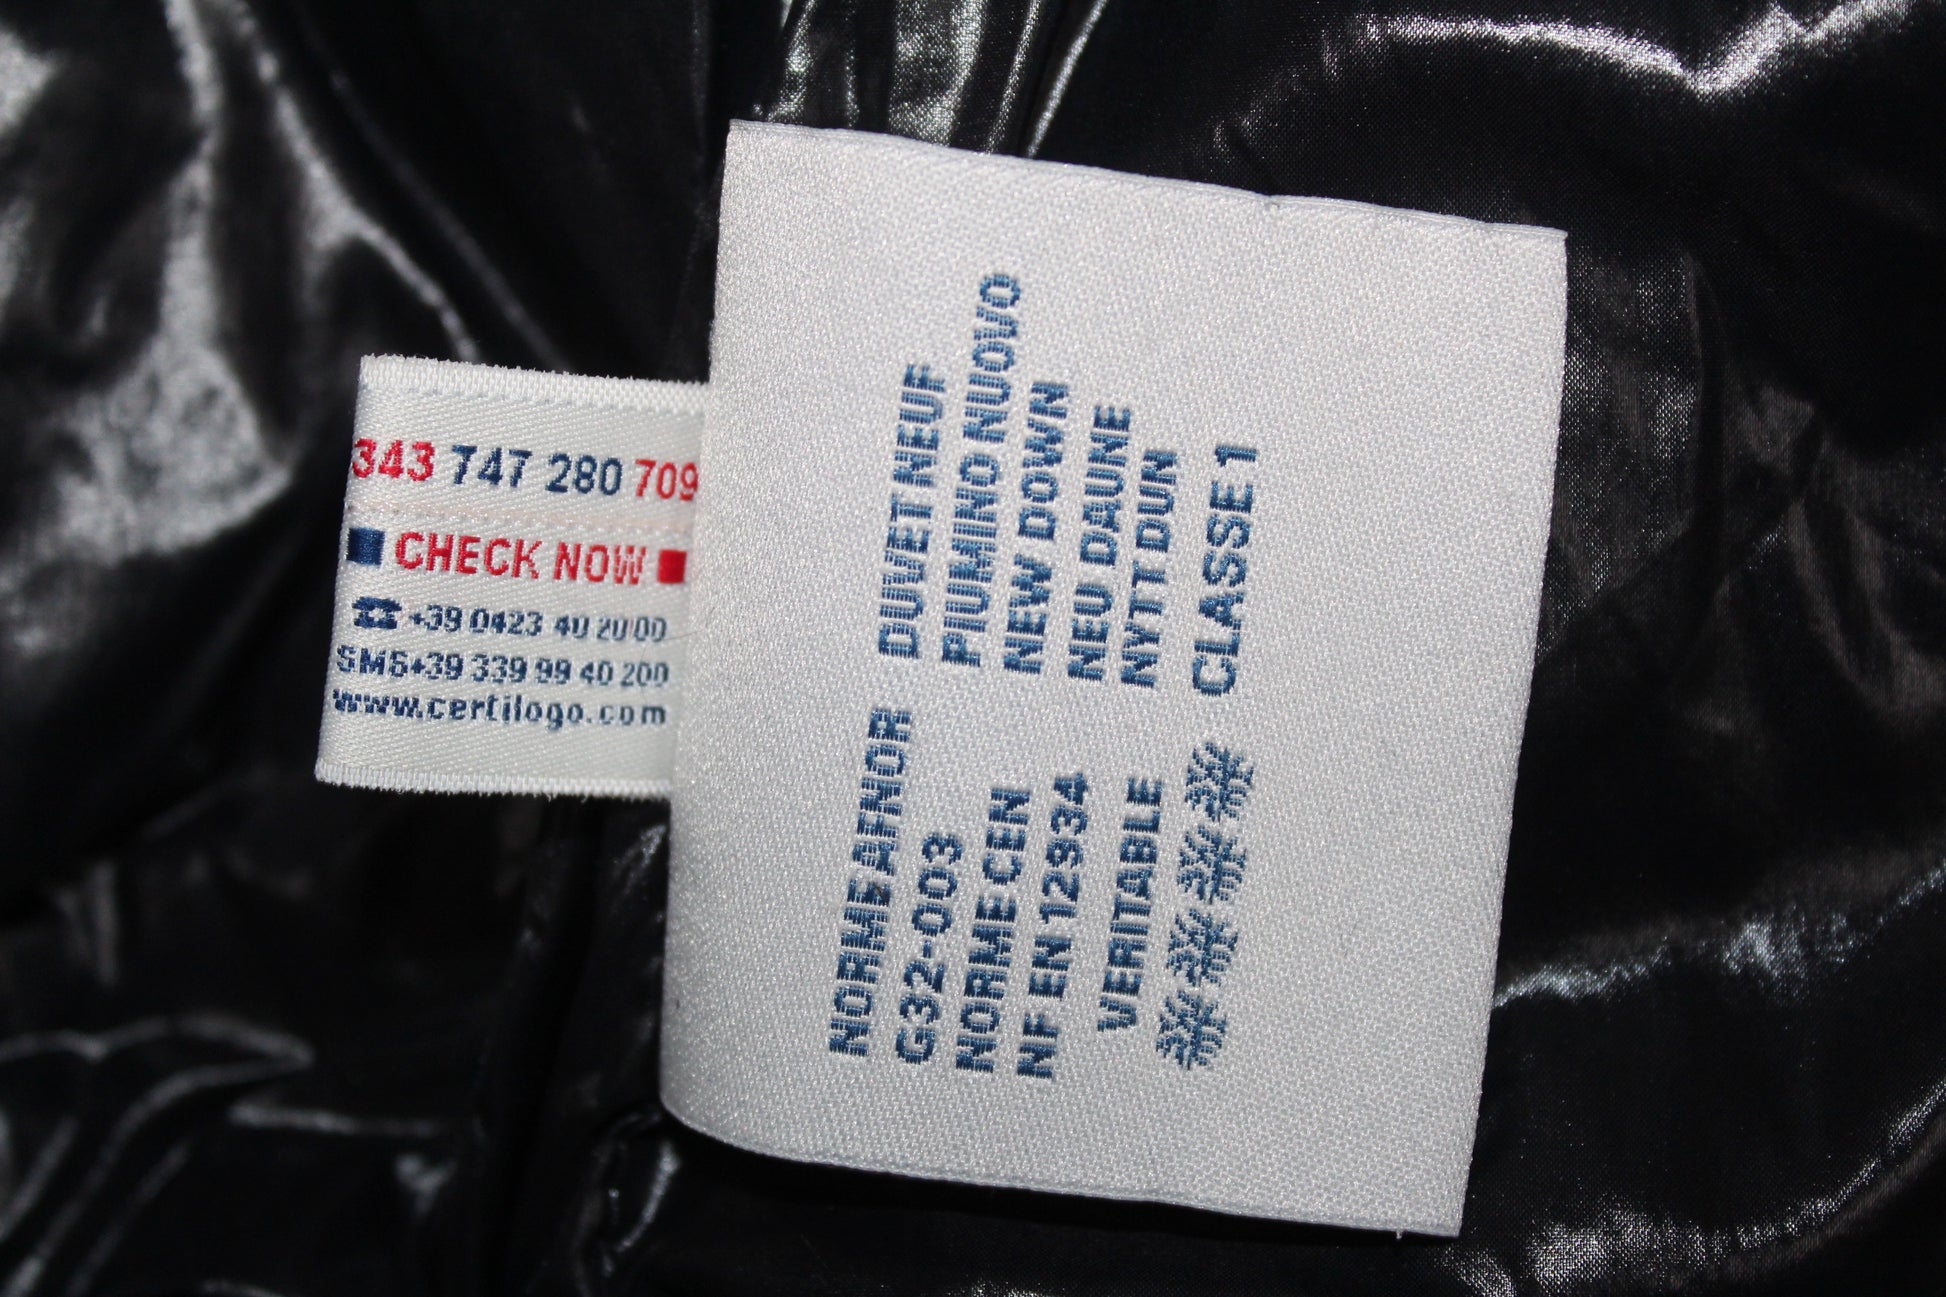 343 747 280 709
CHECK NOW
+39 0423 40 20 00
SMS+39 339 99 40 200
www.certilogo.com
NORME AFNOR
G32-003
NORME CEN
NF EN 12934
VERITABLE
DUVET NEUF
PIUMINO NUOVO
NEW DOWN
NEU DAUNE
NYTT DUN
CLASSE 1